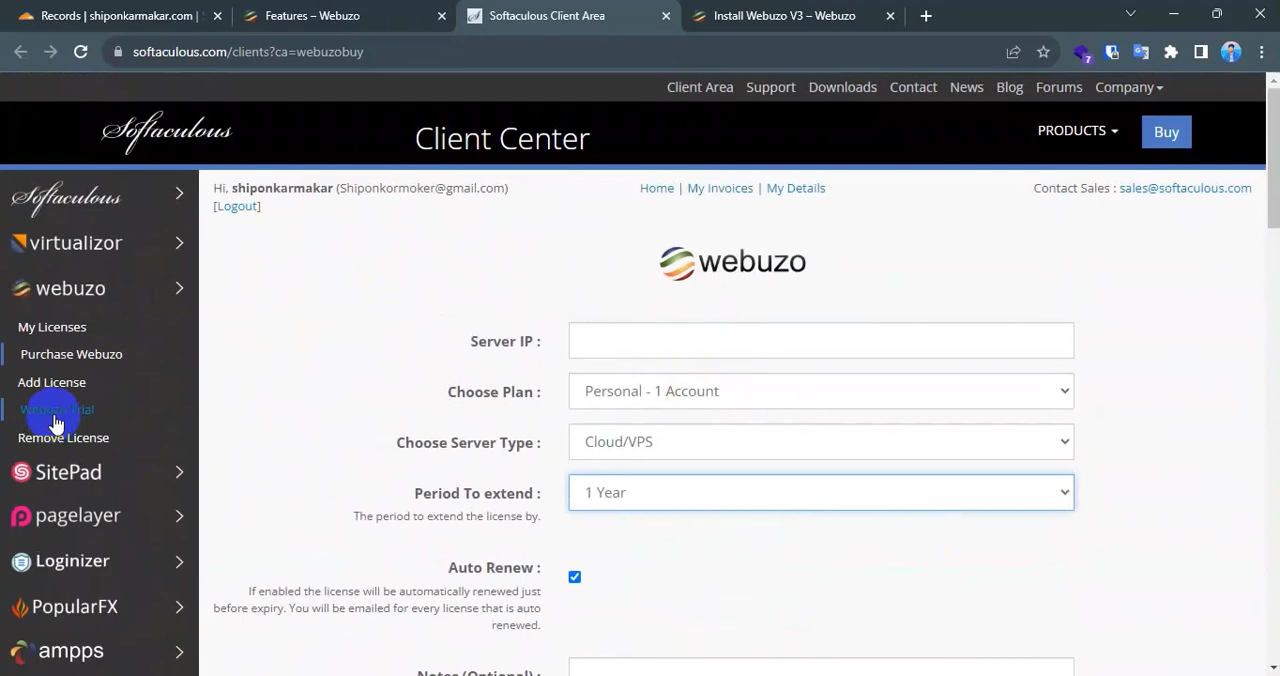 Records | shiponkarmakar.com |
Features – Webuzo
Softaculous Client Area
Install Webuzo V3 – Webuzo
softaculous.com/clients?ca=webuzobuy
7
Client Area Support Downloads Contact News Blog Forums Company
Softaculous
Client Center
PRODUCTS
Buy
Softaculous
virtualizor
webuzo
My Licenses
Purchase Webuzo
Add License
Webuzo Trial
Remove License
SitePad
pagelayer
Loginizer
PopularFX
ampps
Hi, shiponkarmakar (Shiponkormoker@gmail.com)
[Logout]
Home | My Invoices | My Details
Contact Sales : sales@softaculous.com
webuzo
Server IP :
Choose Plan : Personal - 1 Account
Choose Server Type : Cloud/VPS
Period To extend : 1 Year
The period to extend the license by.
Auto Renew :
If enabled the license will be automatically renewed just
before expiry. You will be emailed for every license that is auto
renewed.
Notes (Optional) :